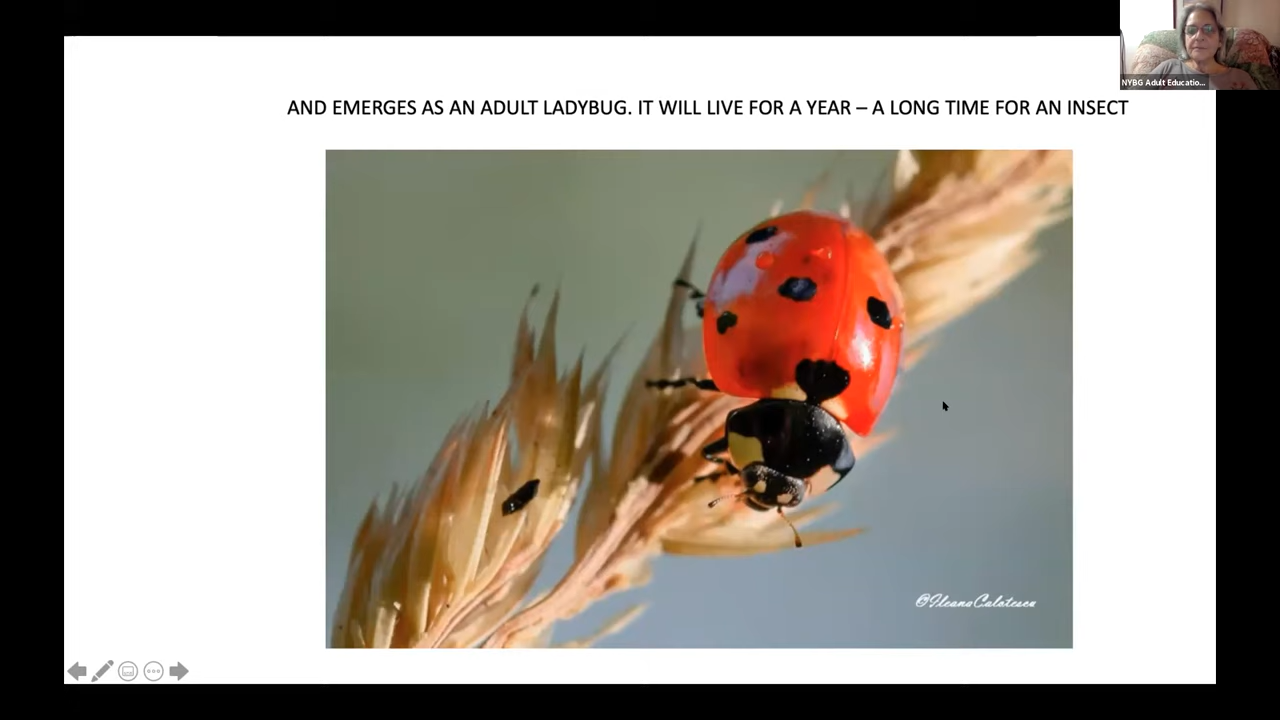 NYBG Adult Educatio...
AND EMERGES AS AN ADULT LADYBUG. IT WILL LIVE FOR A YEAR – A LONG TIME FOR AN INSECT
@IleanaCalotescu